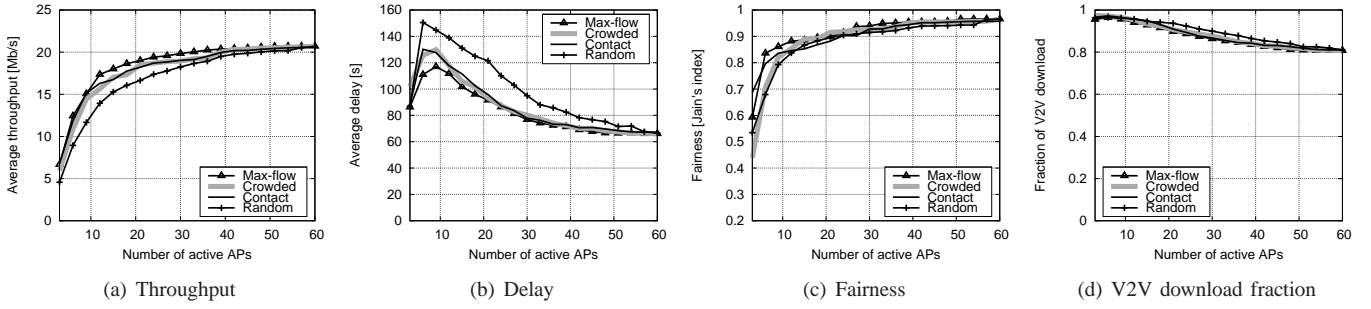 25
20
15
10
5
0
Average throughput [Mb/s]
Max-flow
Crowded
Contact
Random
10 20 30 40 50 60
Number of active APs
(a) Throughput
160
140
120
100
80
60
40
20
0
Average delay [s]
Max-flow
Crowded
Contact
Random
10 20 30 40 50 60
Number of active APs
(b) Delay
1
0.9
0.8
0.7
0.6
0.5
0.4
0.3
0.2
Fairness [Jain's index]
Max-flow
Crowded
Contact
Random
10 20 30 40 50 60
Number of active APs
(c) Fairness
1
0.8
0.6
0.4
0.2
0
Fraction of V2V download
Max-flow
Crowded
Contact
Random
10 20 30 40 50 60
Number of active APs
(d) V2V download fraction